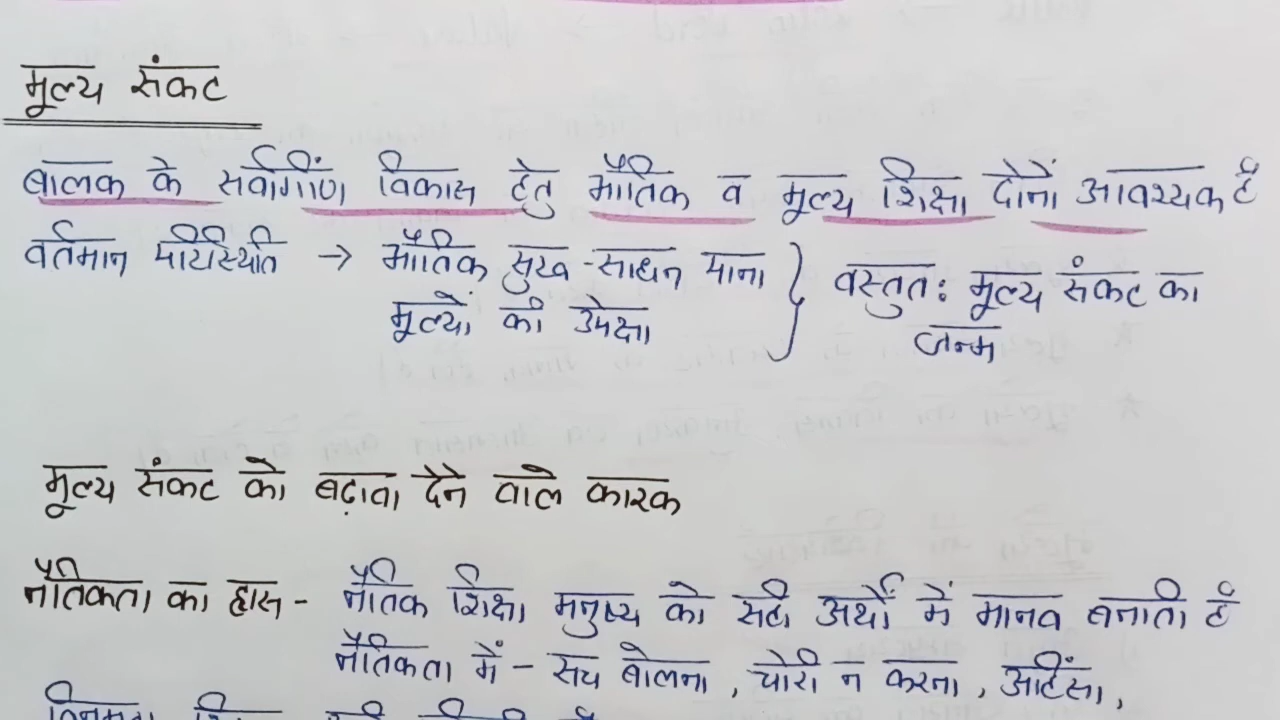 मूल्य संकट
बालक के सर्वांगीण विकास हेतु भौतिक व मूल्य शिक्षा दोनों आवश्यक है
वर्तमान परिस्थिति → भौतिक सुख-साधन पाना } वस्तुतः मूल्य संकट का
मूल्यों की उपेक्षा जन्म
मूल्य संकट को बढ़ावा देने वाले कारक
नैतिकता का ह्रास - नैतिक शिक्षा मनुष्य को सही अर्थों में मानव बनाती है
नैतिकता में - सच बोलना, चोरी न करना, अहिंसा,